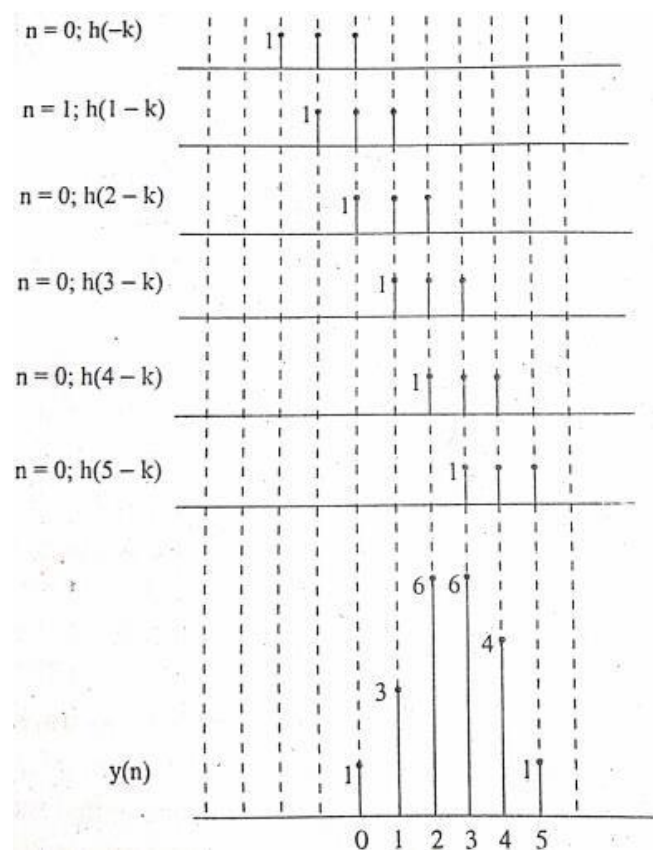 n = 0; h(-k)
1
n = 1; h(1 – k)
1
n = 0; h(2 – k)
1
n = 0; h(3 – k)
1
n = 0; h(4 – k)
1
n = 0; h(5 – k)
1
6 6
4
3
y(n) 1 1
0 1 2 3 4 5